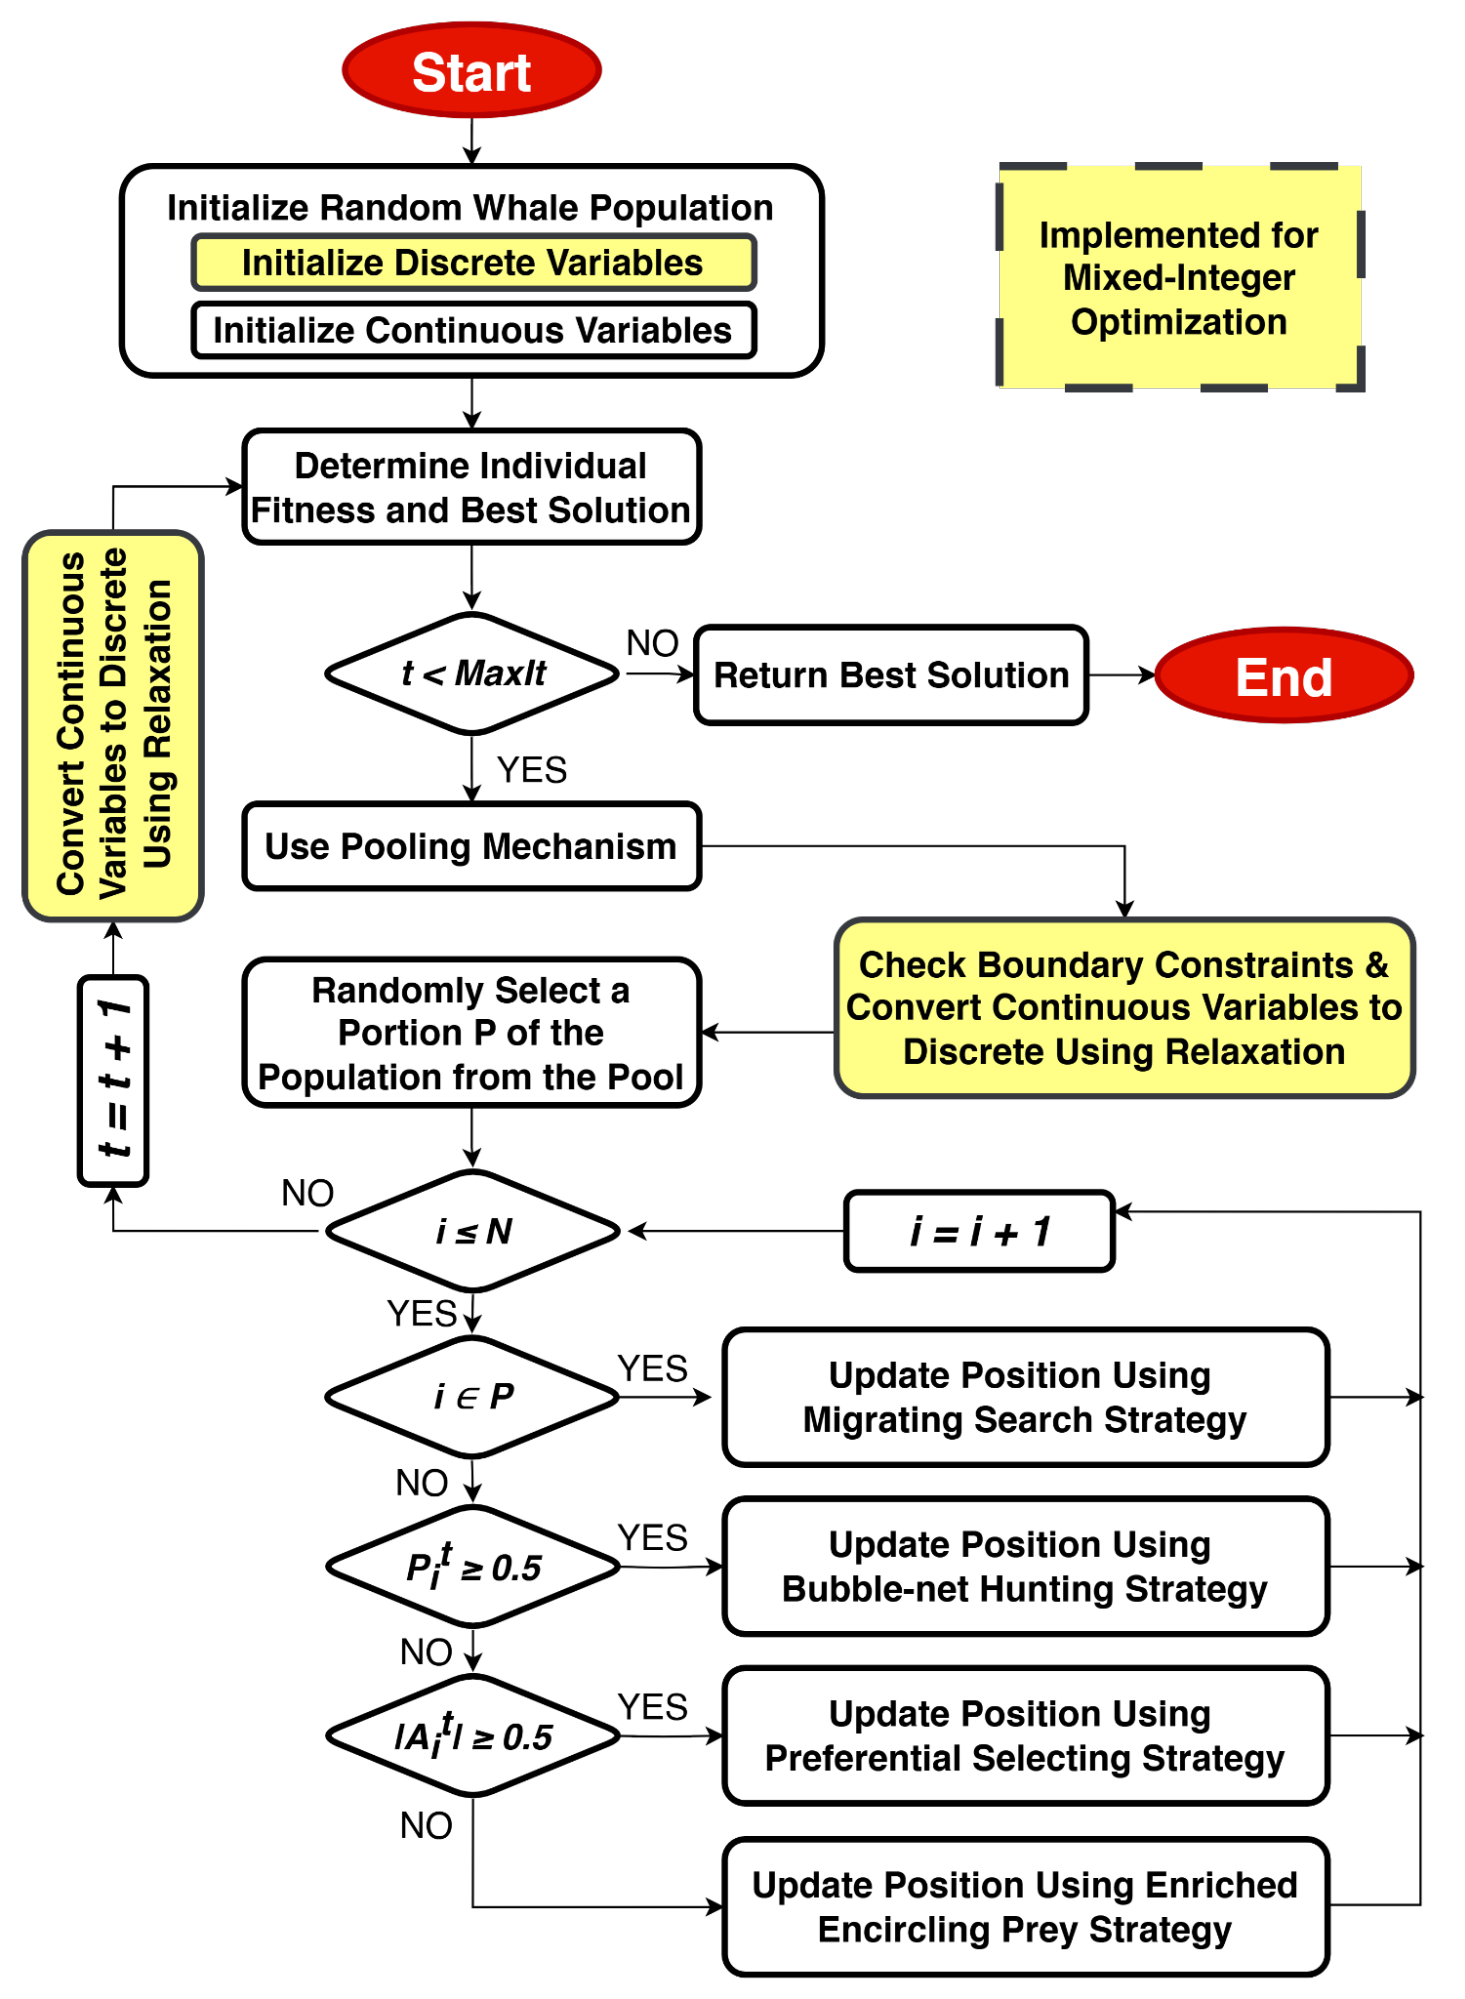 Start
Initialize Random Whale Population
Initialize Discrete Variables
Initialize Continuous Variables
Implemented for
Mixed-Integer
Optimization
Determine Individual
Fitness and Best Solution
Convert Continuous
Variables to Discrete
Using Relaxation
t < MaxIt
NO
Return Best Solution
End
YES
Use Pooling Mechanism
Check Boundary Constraints &
Convert Continuous Variables to
Discrete Using Relaxation
Randomly Select a
Portion P of the
Population from the Pool
t = t + 1
NO
i ≤ N
i = i + 1
YES
i ∈ P
YES
Update Position Using
Migrating Search Strategy
NO
P_i^t ≥ 0.5
YES
Update Position Using
Bubble-net Hunting Strategy
NO
|A_i^t| ≥ 0.5
YES
Update Position Using
Preferential Selecting Strategy
NO
Update Position Using Enriched
Encircling Prey Strategy